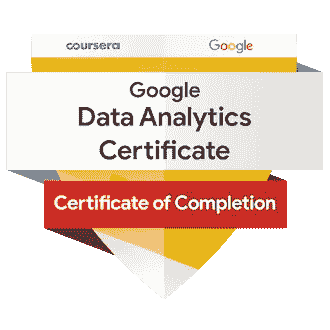 coursera Google
Google
Data Analytics
Certificate
Certificate of Completion